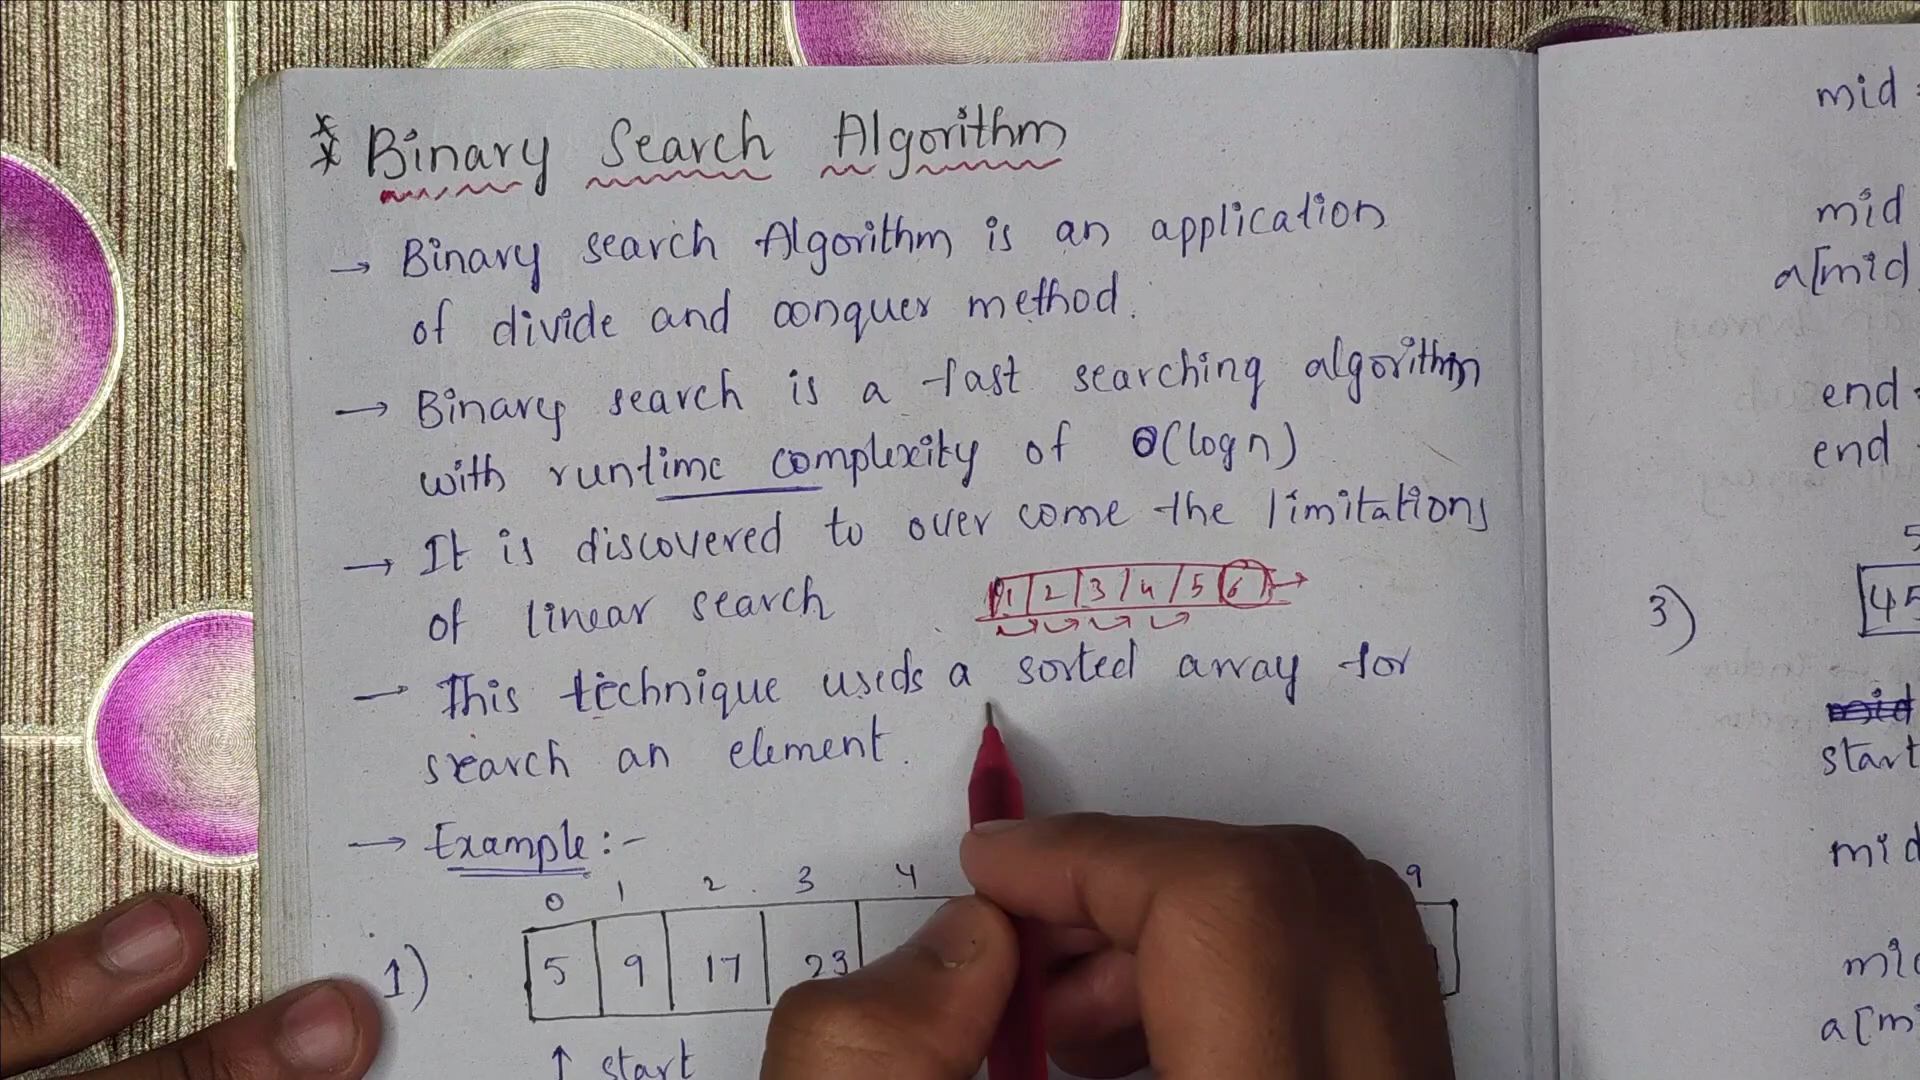 Binary Search Algorithm
→ Binary search Algorithm is an application
of divide and conquer method.
→ Binary search is a fast searching algorithm
with runtime complexity of O(log n)
→ It is discovered to over come the limitations
of linear search
1 2 3 4 5 6 →
→ This technique useds a sorted array for
search an element.
→ Example :-
0 1 2 3 4 9
1) 5 9 17 23
↑ start
mid =
mid
a[mid]
end =
end
3) 45
start
mid
mid